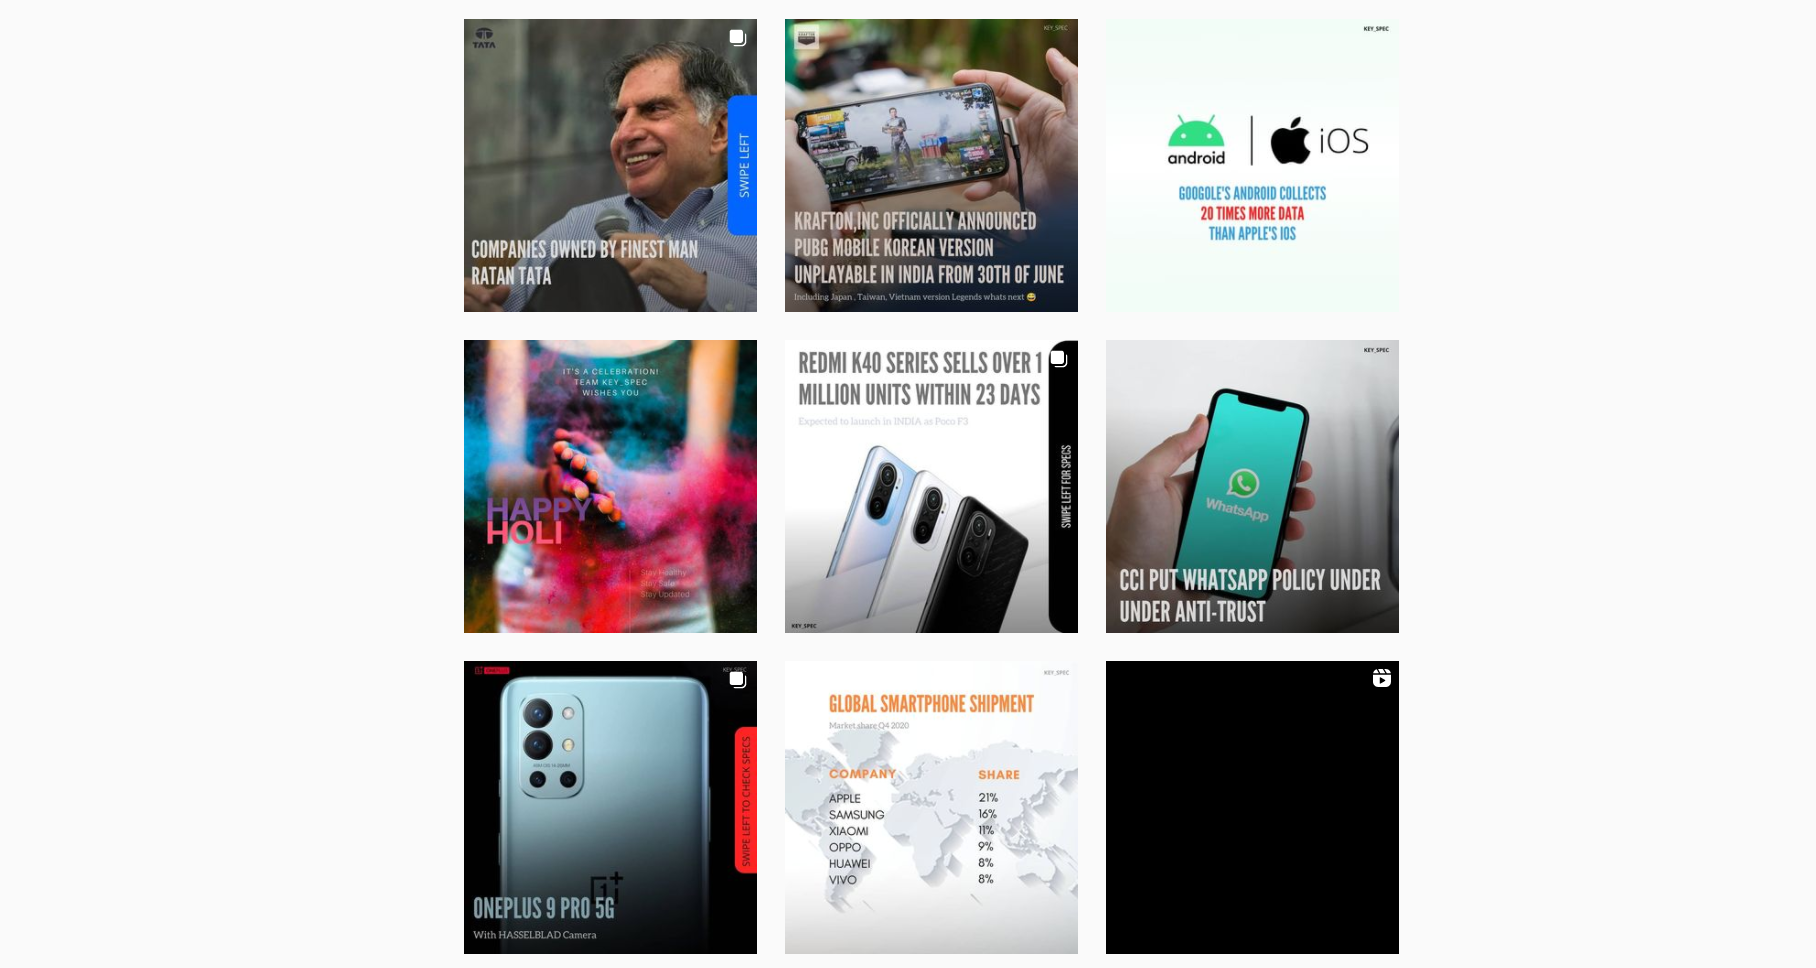 TATA
SWIPE LEFT
COMPANIES OWNED BY FINEST MAN
RATAN TATA
KEY_SPEC
KRAFTON,INC OFFICIALLY ANNOUNCED
PUBG MOBILE KOREAN VERSION
UNPLAYABLE IN INDIA FROM 30TH OF JUNE
Including Japan , Taiwan, Vietnam version Legends whats next 😅
KEY_SPEC
android
iOS
GOOGOLE'S ANDROID COLLECTS
20 TIMES MORE DATA
THAN APPLE'S IOS
IT'S A CELEBRATION!
TEAM KEY_SPEC
WISHES YOU
HAPPY
HOLI
Stay Healthy
Stay Safe
Stay Updated
REDMI K40 SERIES SELLS OVER 1
MILLION UNITS WITHIN 23 DAYS
Expected to launch in INDIA as Poco F3
SWIPE LEFT FOR SPECS
KEY_SPEC
KEY_SPEC
WhatsApp
CCI PUT WHATSAPP POLICY UNDER
UNDER ANTI-TRUST
KEY_SPEC
SWIPE LEFT TO CHECK SPECS
ONEPLUS 9 PRO 5G
With HASSELBLAD Camera
KEY_SPEC
GLOBAL SMARTPHONE SHIPMENT
Market share Q4 2020
COMPANY SHARE
APPLE 21%
SAMSUNG 16%
XIAOMI 11%
OPPO 9%
HUAWEI 8%
VIVO 8%